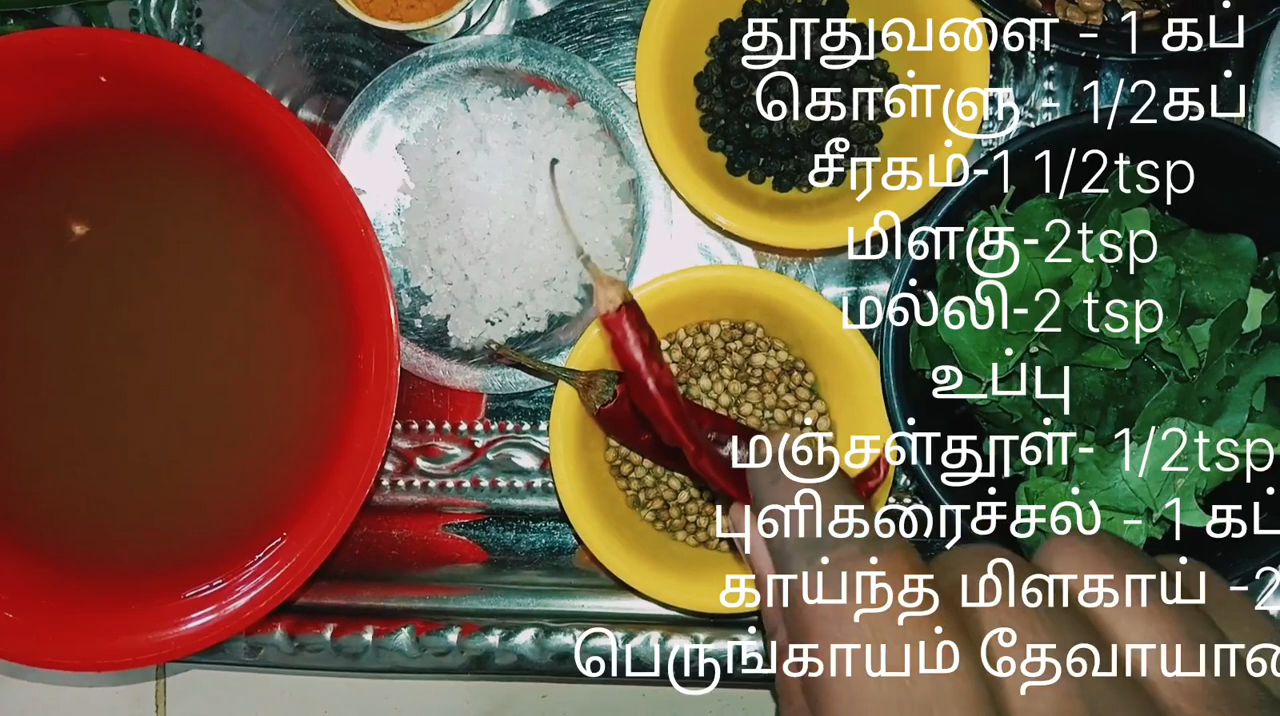 தூதுவளை - 1 கப்
கொள்ளு - 1/2கப்
சீரகம்-1 1/2tsp
மிளகு-2tsp
மல்லி-2 tsp
உப்பு
மஞ்சள்தூள்- 1/2tsp
புளிகரைச்சல் - 1
காய்ந்த மிளகாய் -2
பெருங்காயம்